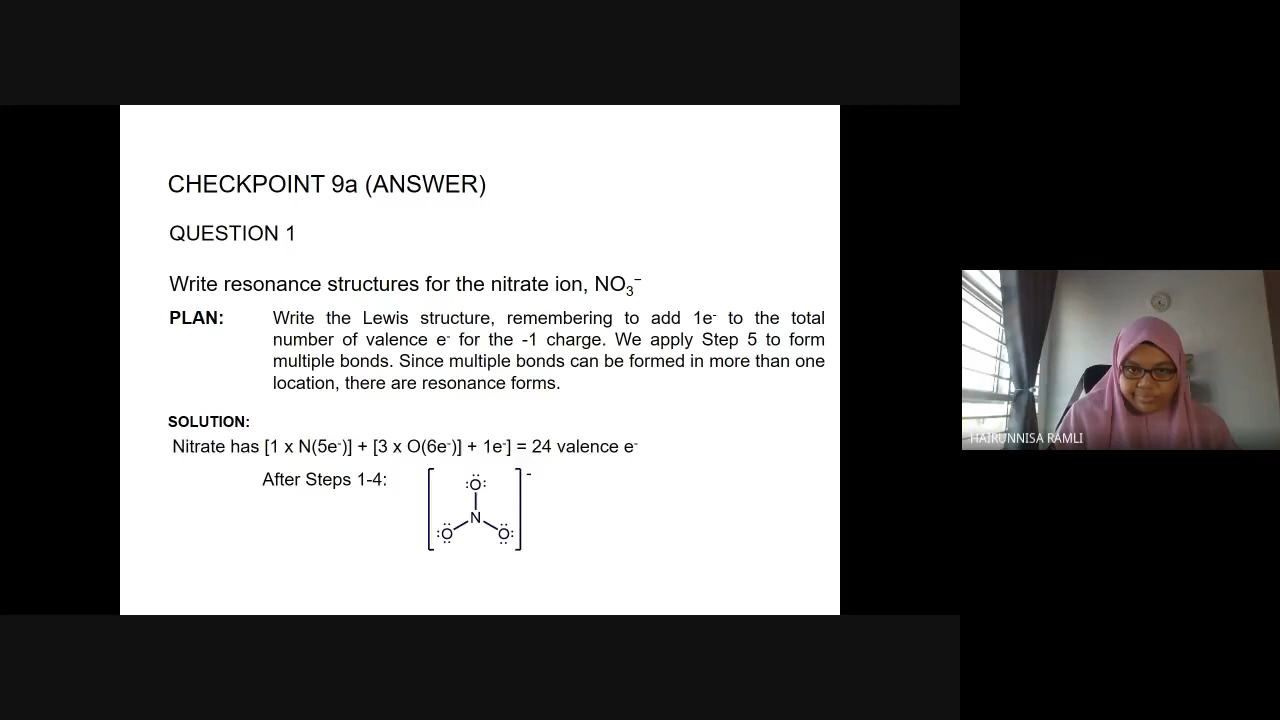 CHECKPOINT 9a (ANSWER)
QUESTION 1
Write resonance structures for the nitrate ion, NO₃⁻
PLAN: Write the Lewis structure, remembering to add 1e⁻ to the total
number of valence e⁻ for the -1 charge. We apply Step 5 to form
multiple bonds. Since multiple bonds can be formed in more than one
location, there are resonance forms.
SOLUTION:
Nitrate has [1 x N(5e⁻)] + [3 x O(6e⁻)] + 1e⁻] = 24 valence e⁻
After Steps 1-4:
-
O
N
O O
HAIRUNNISA RAMLI